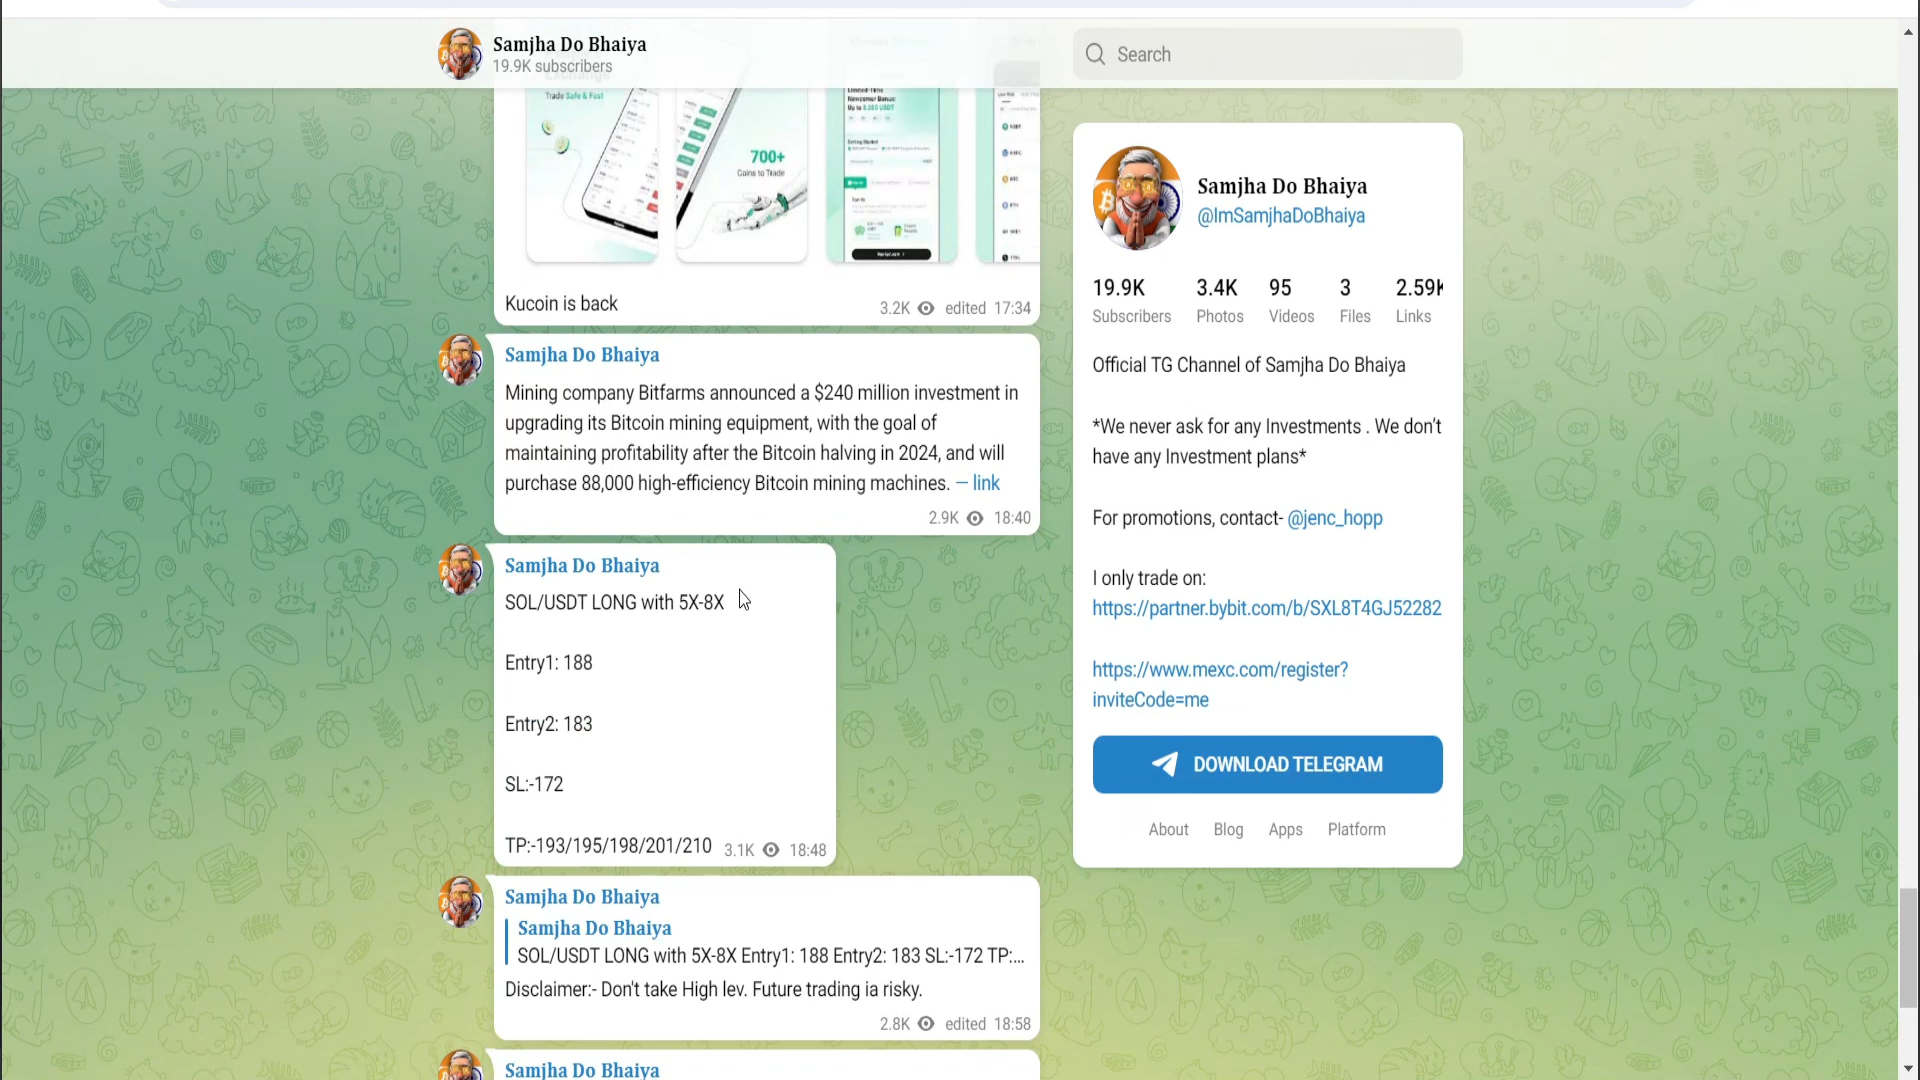 Samjha Do Bhaiya
19.9K subscribers
Search
Trade Safe & Fast
700+
Coins to Trade
Limited-Time
Newcomer Bonus:
Kucoin is back
3.2K edited 17:34
Samjha Do Bhaiya
Mining company Bitfarms announced a $240 million investment in
upgrading its Bitcoin mining equipment, with the goal of
maintaining profitability after the Bitcoin halving in 2024, and will
purchase 88,000 high-efficiency Bitcoin mining machines. — link
2.9K 18:40
Samjha Do Bhaiya
SOL/USDT LONG with 5X-8X
Entry1: 188
Entry2: 183
SL:-172
TP:-193/195/198/201/210 3.1K 18:48
Samjha Do Bhaiya
Samjha Do Bhaiya
SOL/USDT LONG with 5X-8X Entry1: 188 Entry2: 183 SL:-172 TP:...
Disclaimer:- Don't take High lev. Future trading ia risky.
2.8K edited 18:58
Samjha Do Bhaiya
Samjha Do Bhaiya
@ImSamjhaDoBhaiya
19.9K 3.4K 95 3 2.59K
Subscribers Photos Videos Files Links
Official TG Channel of Samjha Do Bhaiya
*We never ask for any Investments . We don’t
have any Investment plans*
For promotions, contact- @jenc_hopp
I only trade on:
https://partner.bybit.com/b/SXL8T4GJ52282
https://www.mexc.com/register?
inviteCode=me
DOWNLOAD TELEGRAM
About Blog Apps Platform